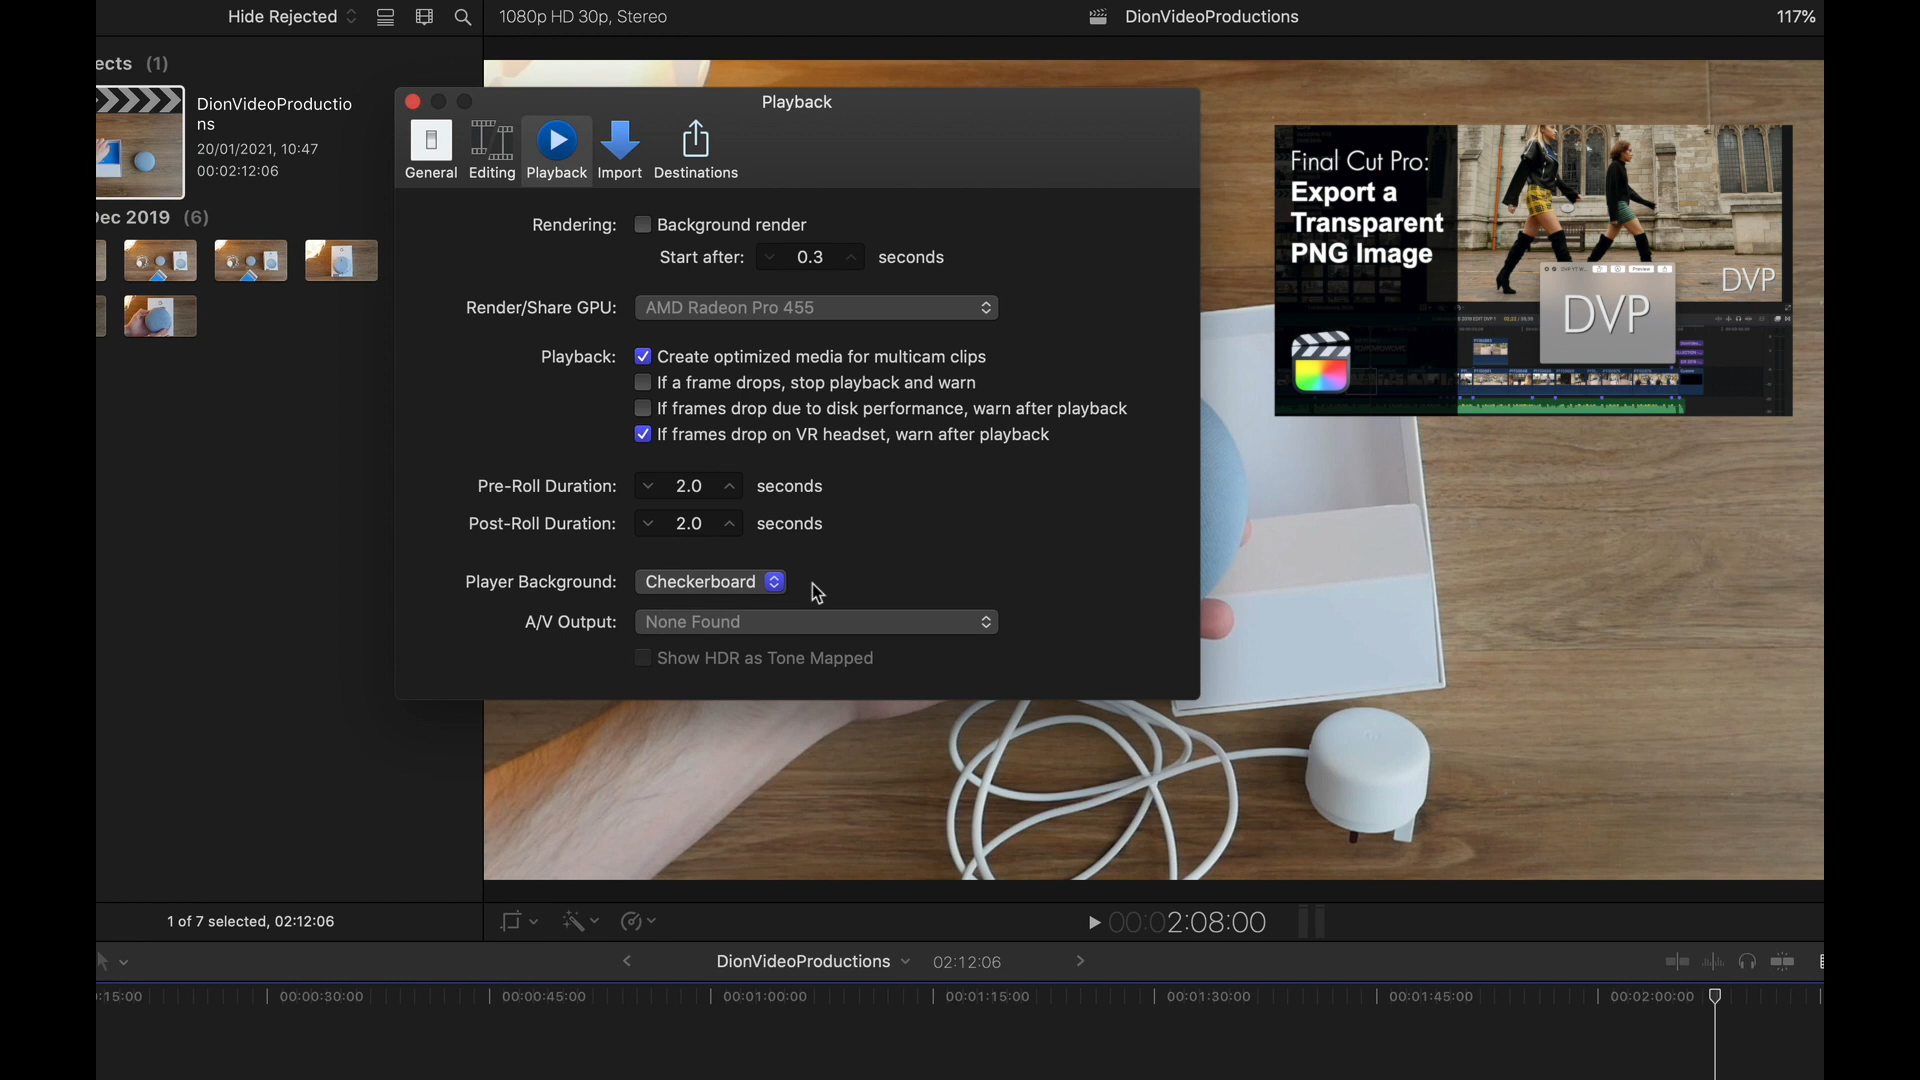 Hide Rejected
1080p HD 30p, Stereo
DionVideoProductions
117%
ects (1)
DionVideoProductio
ns
20/01/2021, 10:47
00:02:12:06
Dec 2019 (6)
Playback
General
Editing
Playback
Import
Destinations
Rendering:
Background render
Start after:
0.3
seconds
Render/Share GPU:
AMD Radeon Pro 455
Playback:
Create optimized media for multicam clips
If a frame drops, stop playback and warn
If frames drop due to disk performance, warn after playback
If frames drop on VR headset, warn after playback
Pre-Roll Duration:
2.0
seconds
Post-Roll Duration:
2.0
seconds
Player Background:
Checkerboard
A/V Output:
None Found
Show HDR as Tone Mapped
Final Cut Pro:
Export a
Transparent
PNG Image
DVP
Preview
DVP
1 of 7 selected, 02:12:06
00:02:08:00
DionVideoProductions
02:12:06
:15:00
00:00:30:00
00:00:45:00
00:01:00:00
00:01:15:00
00:01:30:00
00:01:45:00
00:02:00:00